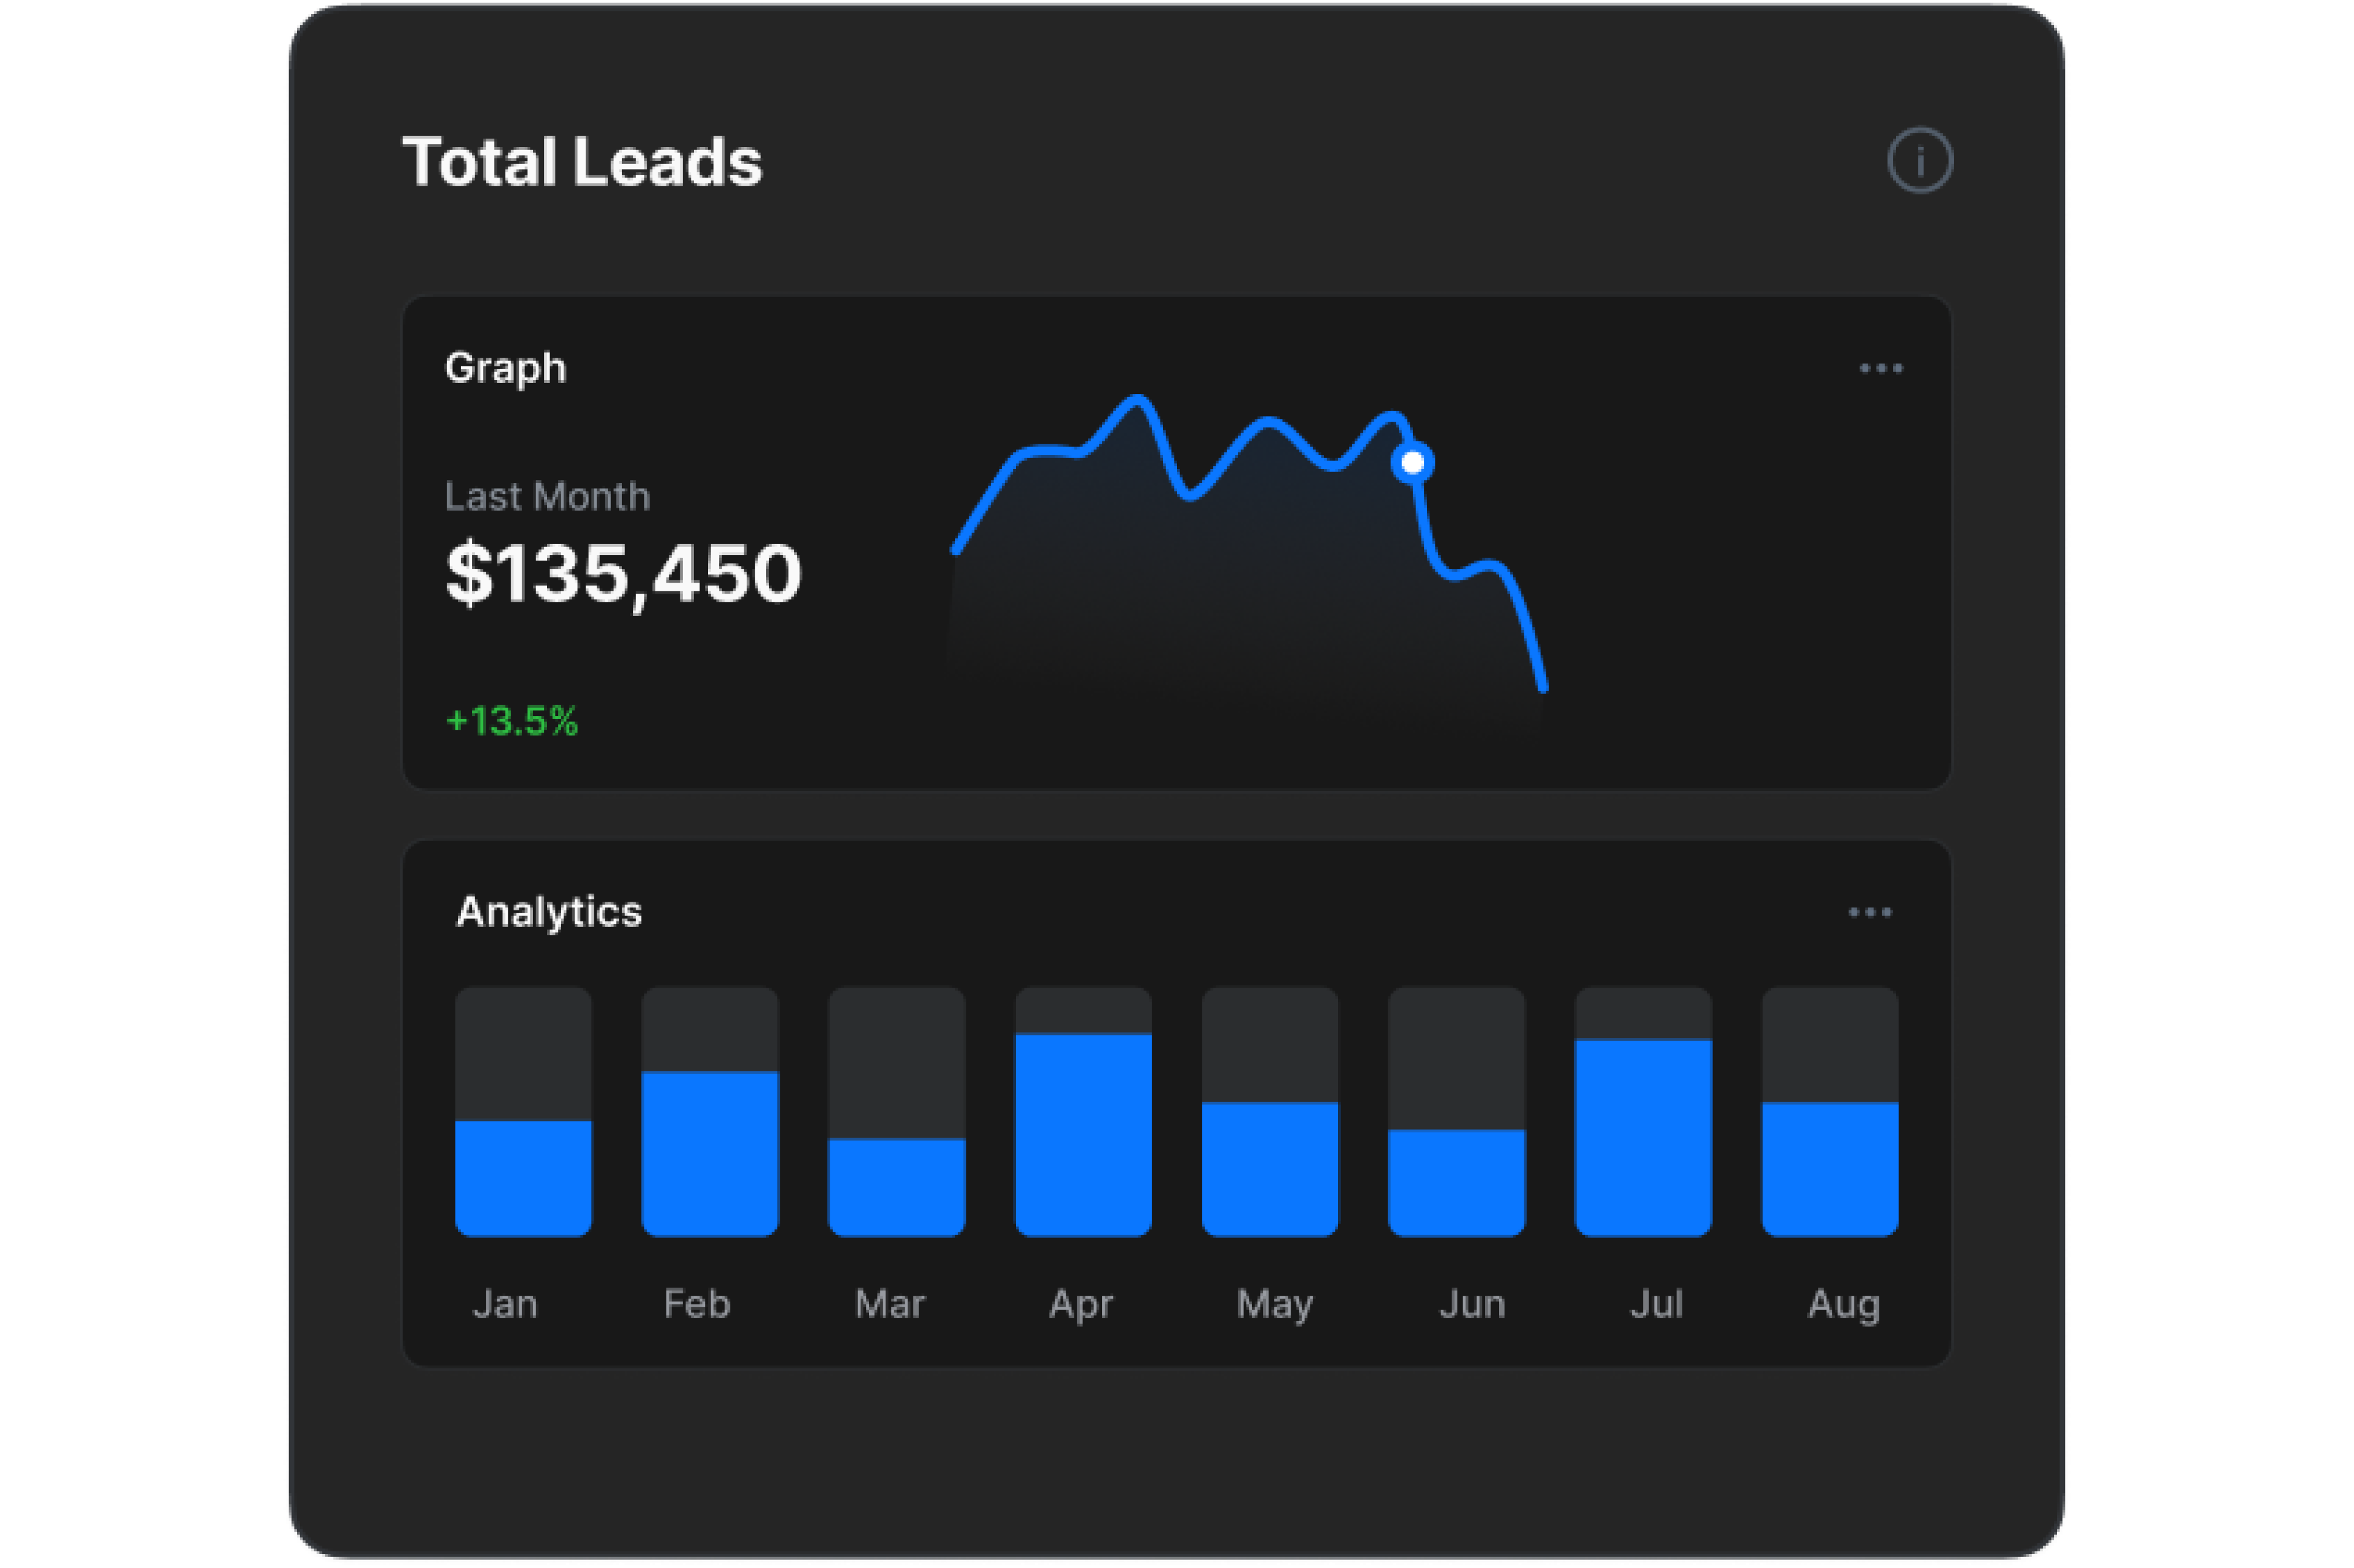 Total Leads
Graph
Last Month
$135,450
+13.5%
Analytics
Jan Feb Mar Apr May Jun Jul Aug